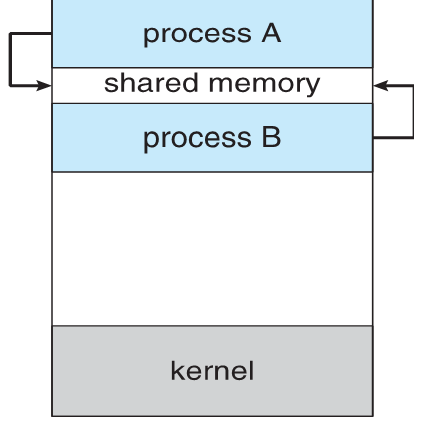 process A
shared memory
process B
kernel